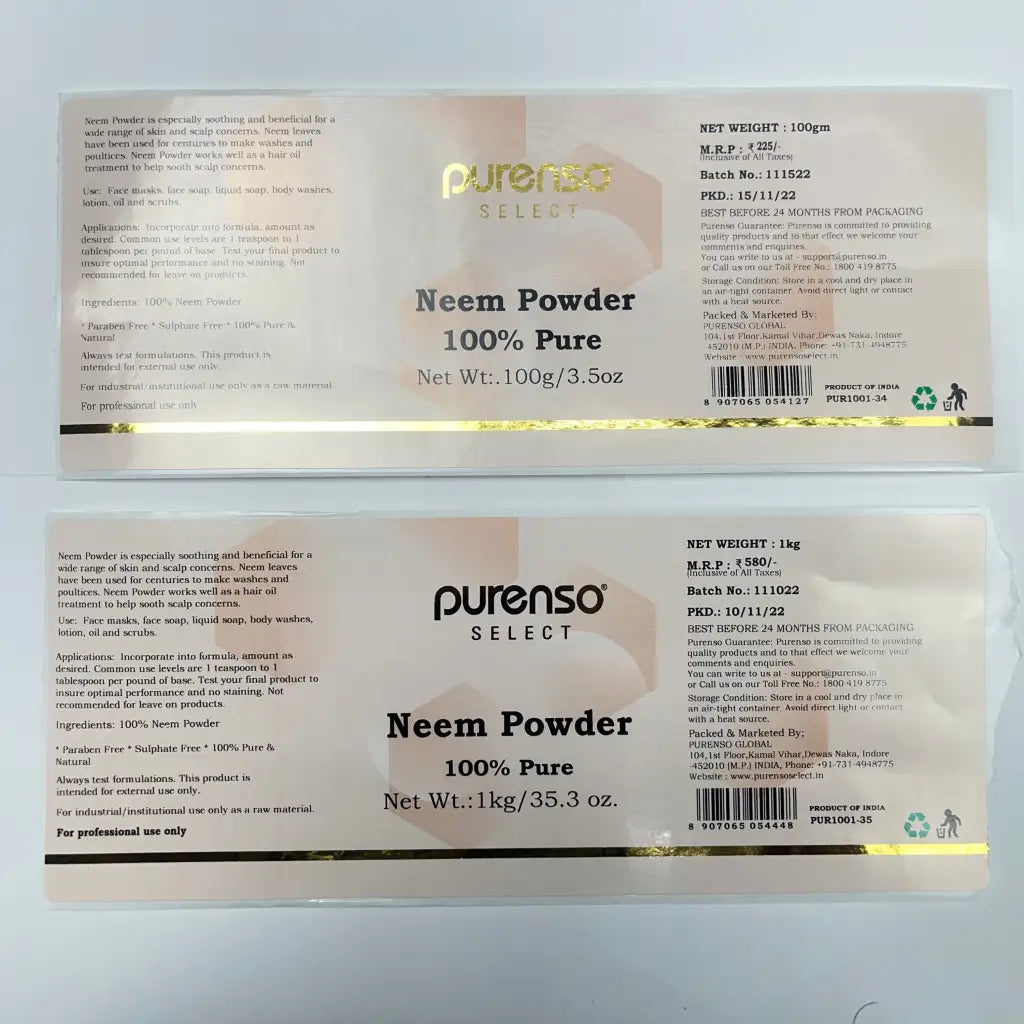 Neem Powder is especially soothing and beneficial for a
wide range of skin and scalp concerns. Neem leaves
have been used for centuries to make washes and
poultices. Neem Powder works well as a hair oil
treatment to help sooth scalp concerns.
Use: Face masks, face soap, liquid soap, body washes,
lotion, oil and scrubs.
Applications: Incorporate into formula, amount as
desired. Common use levels are 1 teaspoon to 1
tablespoon per pound of base. Test your final product to
insure optimal performance and no staining. Not
recommended for leave on products.
Ingredients: 100% Neem Powder
* Paraben Free * Sulphate Free * 100% Pure &
Natural
Always test formulations. This product is
intended for external use only.
For industrial/institutional use only as a raw material
For professional use only
purenso
SELECT
Neem Powder
100% Pure
Net Wt:.100g/3.5oz
NET WEIGHT : 100gm
M.R.P : ₹ 225/-
(Inclusive of All Taxes)
Batch No.: 111522
PKD.: 15/11/22
BEST BEFORE 24 MONTHS FROM PACKAGING
Purenso Guarantee: Purenso is committed to providing
quality products and to that effect we welcome your
comments and enquiries.
You can write to us at - support@purenso.in
or Call us on our Toll Free No.: 1800 419 8775
Storage Condition: Store in a cool and dry place in
an air-tight container. Avoid direct light or contact
with a heat source.
Packed & Marketed By:
PURENSO GLOBAL
104,1st Floor,Kamal Vihar,Dewas Naka, Indore
-452010 (M.P.) INDIA, Phone: +91-731-4948775
Website : www.purensoselect.in
8 907065 054127
PRODUCT OF INDIA
PUR1001-34
Neem Powder is especially soothing and beneficial for a
wide range of skin and scalp concerns. Neem leaves
have been used for centuries to make washes and
poultices. Neem Powder works well as a hair oil
treatment to help sooth scalp concerns.
Use: Face masks, face soap, liquid soap, body washes,
lotion, oil and scrubs.
Applications: Incorporate into formula, amount as
desired. Common use levels are 1 teaspoon to 1
tablespoon per pound of base. Test your final product to
insure optimal performance and no staining. Not
recommended for leave on products.
Ingredients: 100% Neem Powder
* Paraben Free * Sulphate Free * 100% Pure &
Natural
Always test formulations. This product is
intended for external use only.
For industrial/institutional use only as a raw material.
For professional use only
purenso®
SELECT
Neem Powder
100% Pure
Net Wt.:1kg/35.3 oz.
NET WEIGHT : 1kg
M.R.P : ₹ 580/-
(Inclusive of All Taxes)
Batch No.: 111022
PKD.: 10/11/22
BEST BEFORE 24 MONTHS FROM PACKAGING
Purenso Guarantee: Purenso is committed to providing
quality products and to that effect we welcome your
comments and enquiries.
You can write to us at - support@purenso.in
or Call us on our Toll Free No.: 1800 419 8775
Storage Condition: Store in a cool and dry place in
an air-tight container. Avoid direct light or contact
with a heat source.
Packed & Marketed By;
PURENSO GLOBAL
104,1st Floor,Kamal Vihar,Dewas Naka, Indore
-452010 (M.P.) INDIA, Phone: +91-731-4948775
Website : www.purensoselect.in
8 907065 054448
PRODUCT OF INDIA
PUR1001-35